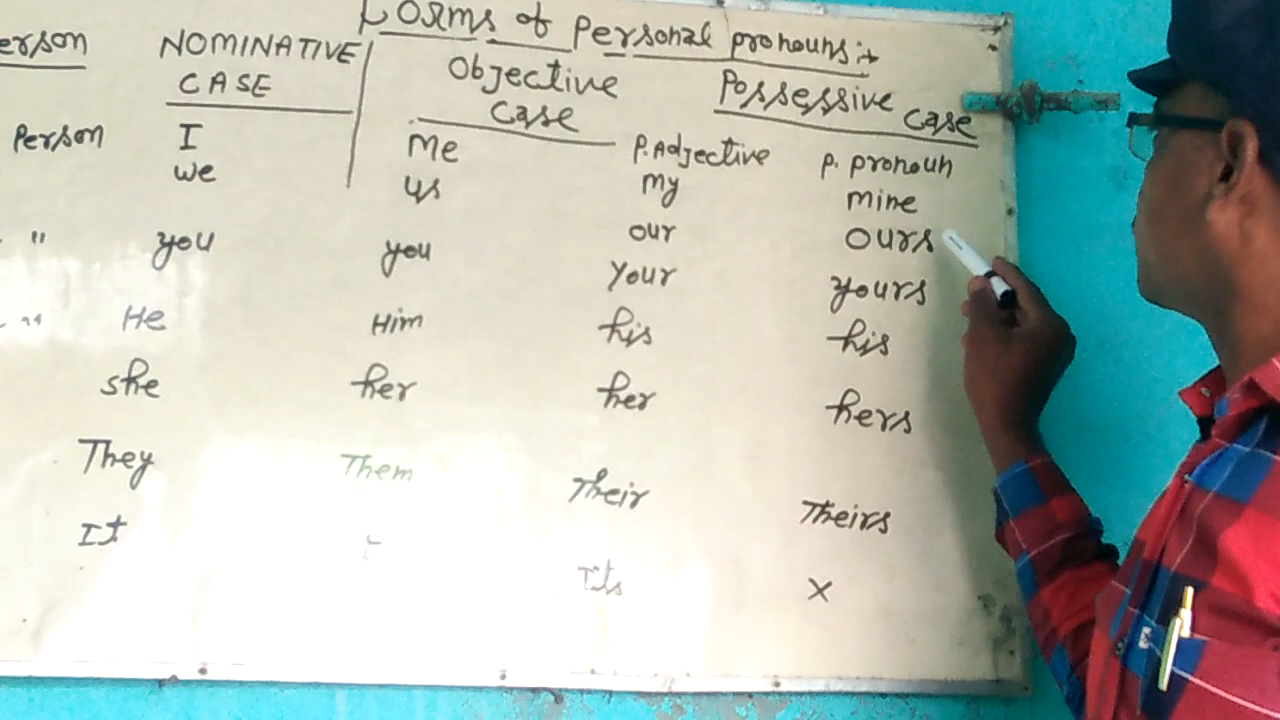 Forms of Personal pronouns:-
erson NOMINATIVE CASE Objective Case Possessive case
P. Adjective P. pronoun
Person I Me my mine
we us our ours
" you you your yours
" He Him his his
she her her hers
They Them Their Theirs
It Its ×